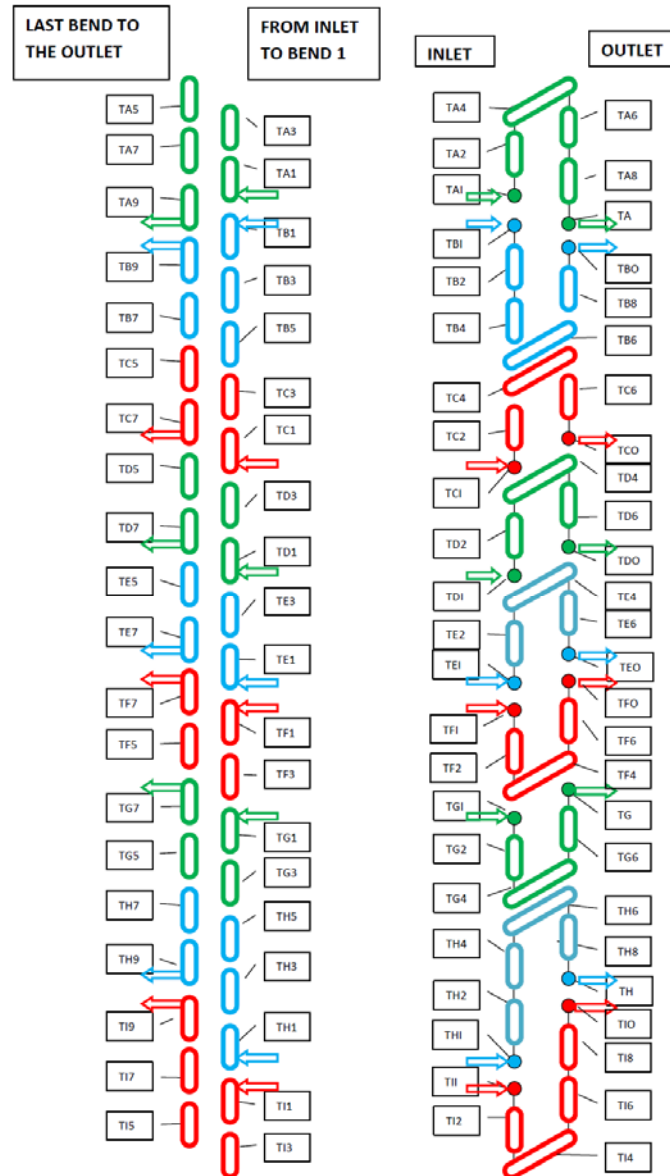 LAST BEND TO
THE OUTLET
FROM INLET
TO BEND 1
INLET
OUTLET
TA5
TA7
TA9
TB9
TB7
TC5
TC7
TD5
TD7
TE5
TE7
TF7
TF5
TG7
TG5
TH7
TH9
TI9
TI7
TI5
TA3
TA1
TB1
TB3
TB5
TC3
TC1
TD3
TD1
TE3
TE1
TF1
TF3
TG1
TG3
TH5
TH3
TH1
TI1
TI3
TA4
TA2
TAI
TBI
TB2
TB4
TC4
TC2
TCI
TD2
TDI
TE2
TEI
TFI
TF2
TGI
TG2
TG4
TH4
TH2
THI
TII
TI2
TA6
TA8
TA
TBO
TB8
TB6
TC6
TCO
TD4
TD6
TDO
TE4
TE6
TEO
TFO
TF6
TF4
TG
TG6
TH6
TH8
TH
TIO
TI8
TI6
TI4